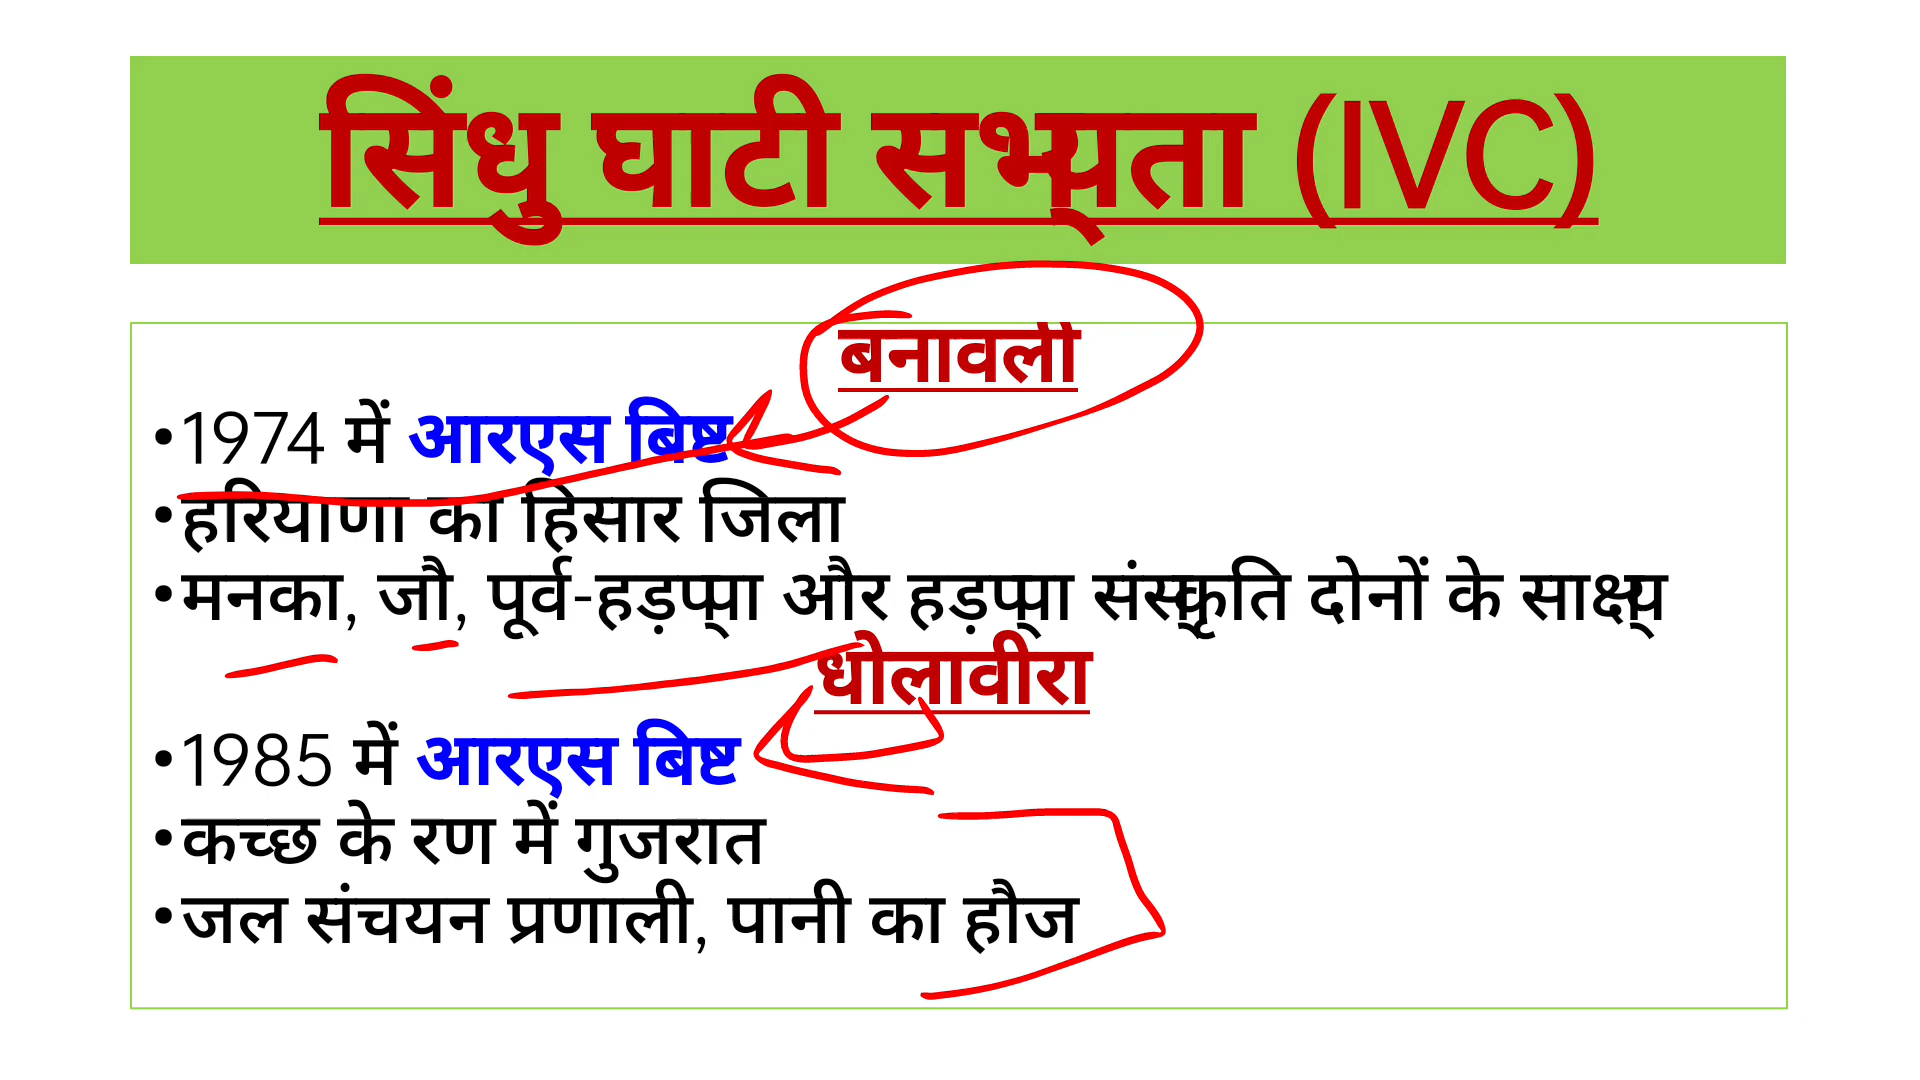 सिंधु घाटी सभ्यता (IVC)
बनावली
•1974 में आरएस बिष्ट
•हरियाणा का हिसार जिला
•मनका, जौ, पूर्व-हड़प्पा और हड़प्पा संस्कृति दोनों के साक्ष्य
धोलावीरा
•1985 में आरएस बिष्ट
•कच्छ के रण में गुजरात
•जल संचयन प्रणाली, पानी का हौज